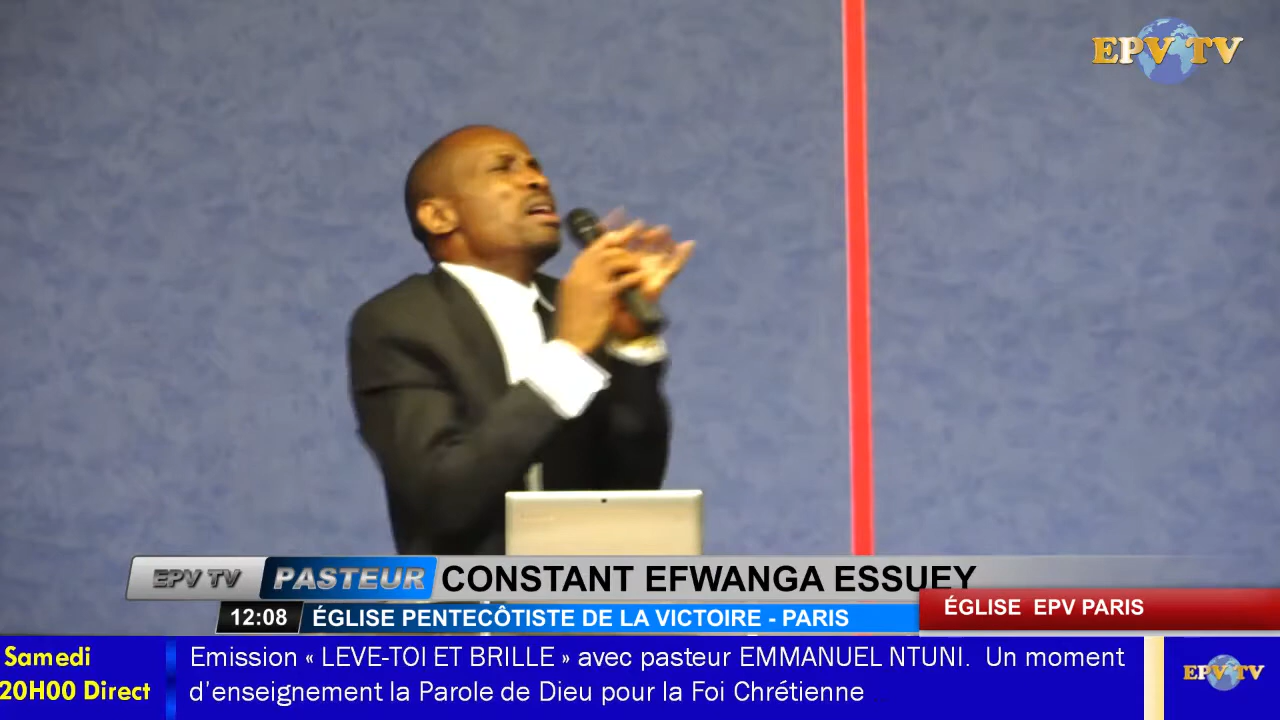 EPV TV
EPV TV PASTEUR CONSTANT EFWANGA ESSUEY
12:08 ÉGLISE PENTECÔTISTE DE LA VICTOIRE - PARIS
ÉGLISE EPV PARIS
Samedi
20H00 Direct
Emission « LEVE-TOI ET BRILLE » avec pasteur EMMANUEL NTUNI. Un moment
d'enseignement la Parole de Dieu pour la Foi Chrétienne
EPV TV